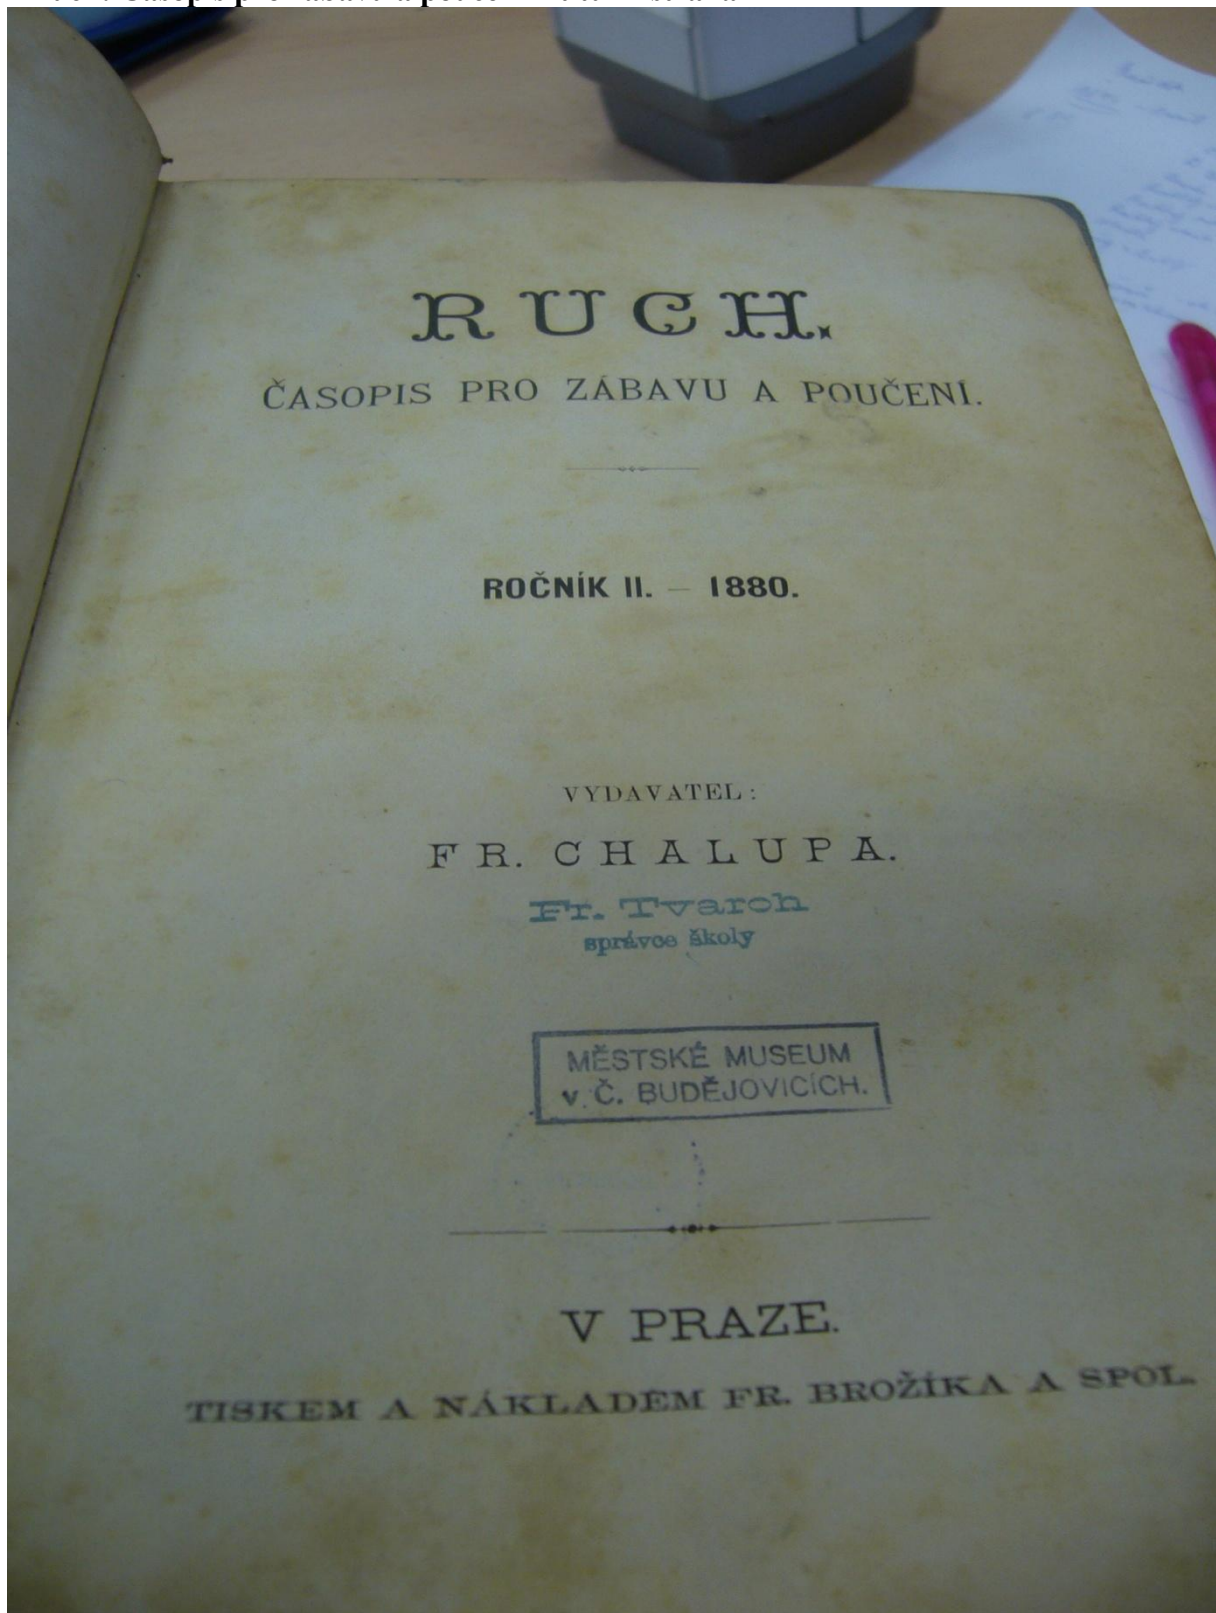 RUCH.
ČASOPIS PRO ZÁBAVU A POUČENÍ.
ROČNÍK II. — 1880.
VYDAVATEL:
FR. CHALUPA.
Fr. Tvaroh
správce školy
MĚSTSKÉ MUSEUM
v Č. BUDĚJOVICÍCH.
V PRAZE.
TISKEM A NÁKLADEM FR. BROŽÍKA A SPOL.